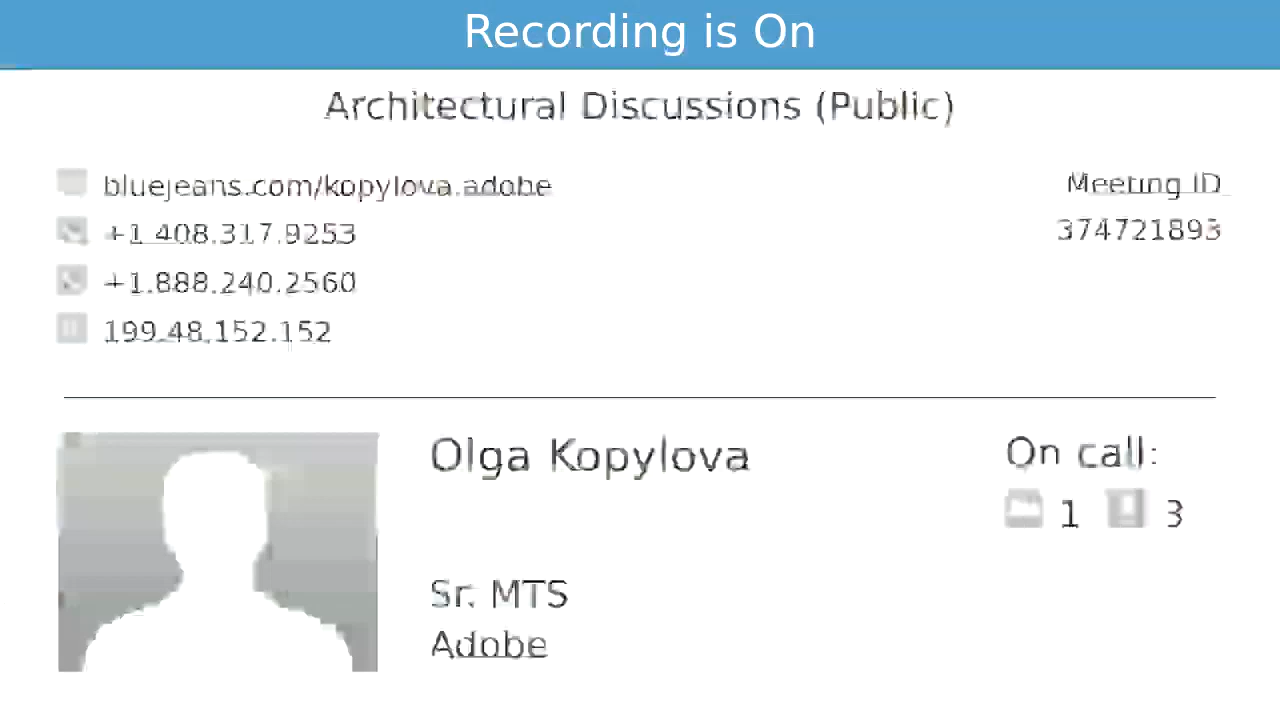 Recording is On
Architectural Discussions (Public)
bluejeans.com/kopylova.adobe
+1.408.317.9253
+1.888.240.2560
199.48.152.152
Meeting ID
374721893
Olga Kopylova
Sr. MTS
Adobe
On call:
1 3